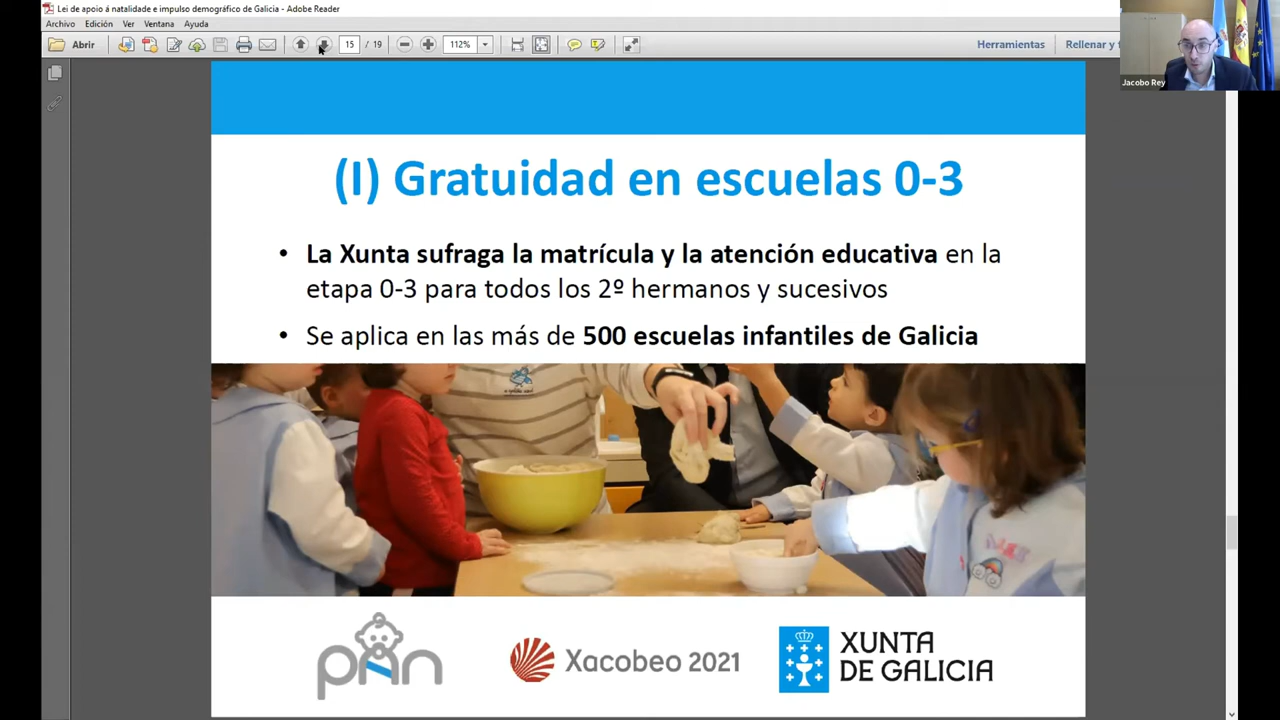 Lei de apoio á natalidade e impulso demográfico de Galicia - Adobe Reader
Archivo Edición Ver Ventana Ayuda
Abrir 15 / 19 112% Herramientas Rellenar y f
Jacobo Rey
(I) Gratuidad en escuelas 0-3
• La Xunta sufraga la matrícula y la atención educativa en la
etapa 0-3 para todos los 2º hermanos y sucesivos
• Se aplica en las más de 500 escuelas infantiles de Galicia
pAn
Xacobeo 2021
XUNTA
DE GALICIA